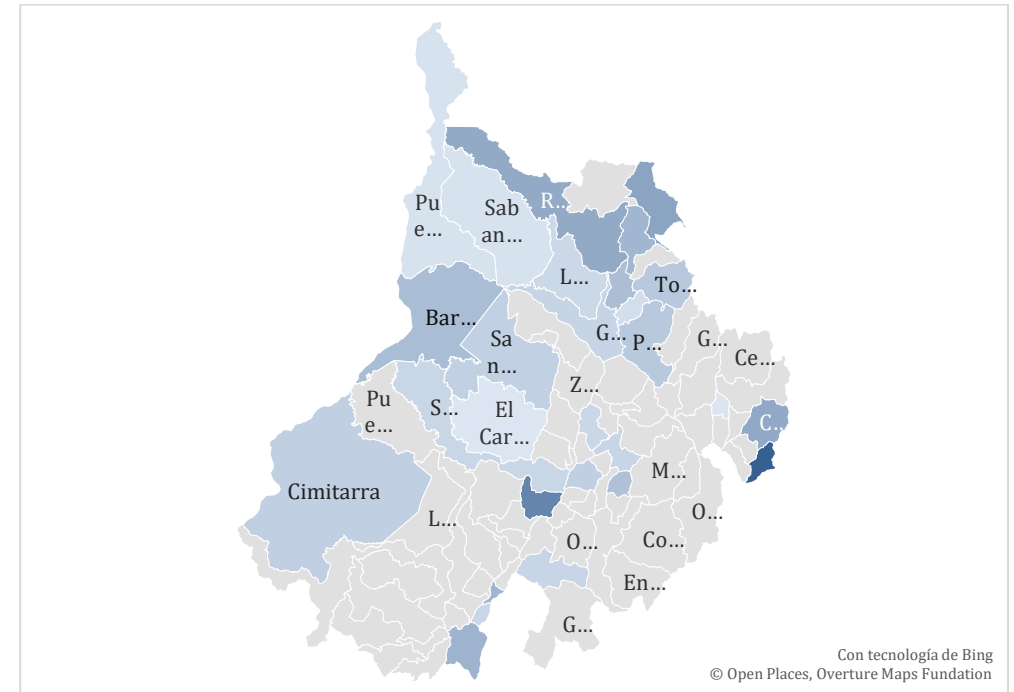 R...
Pu
e...
Sab
an...
L...
To...
Bar...
G...
P...
Sa
n...
G...
Ce...
Z...
Pu
e...
S...
El
Car...
C...
M...
Cimitarra
L...
O...
O...
Co...
En...
G...
Con tecnología de Bing
© Open Places, Overture Maps Fundation